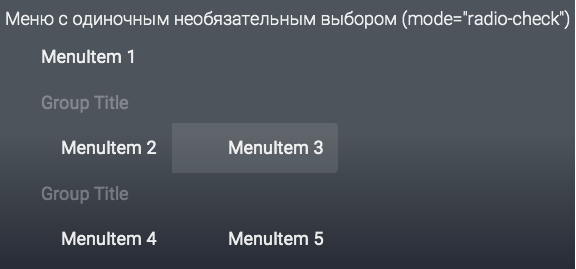 Меню с одиночным необязательным выбором (mode="radio-check")
MenuItem 1
Group Title
MenuItem 2 MenuItem 3
Group Title
MenuItem 4 MenuItem 5